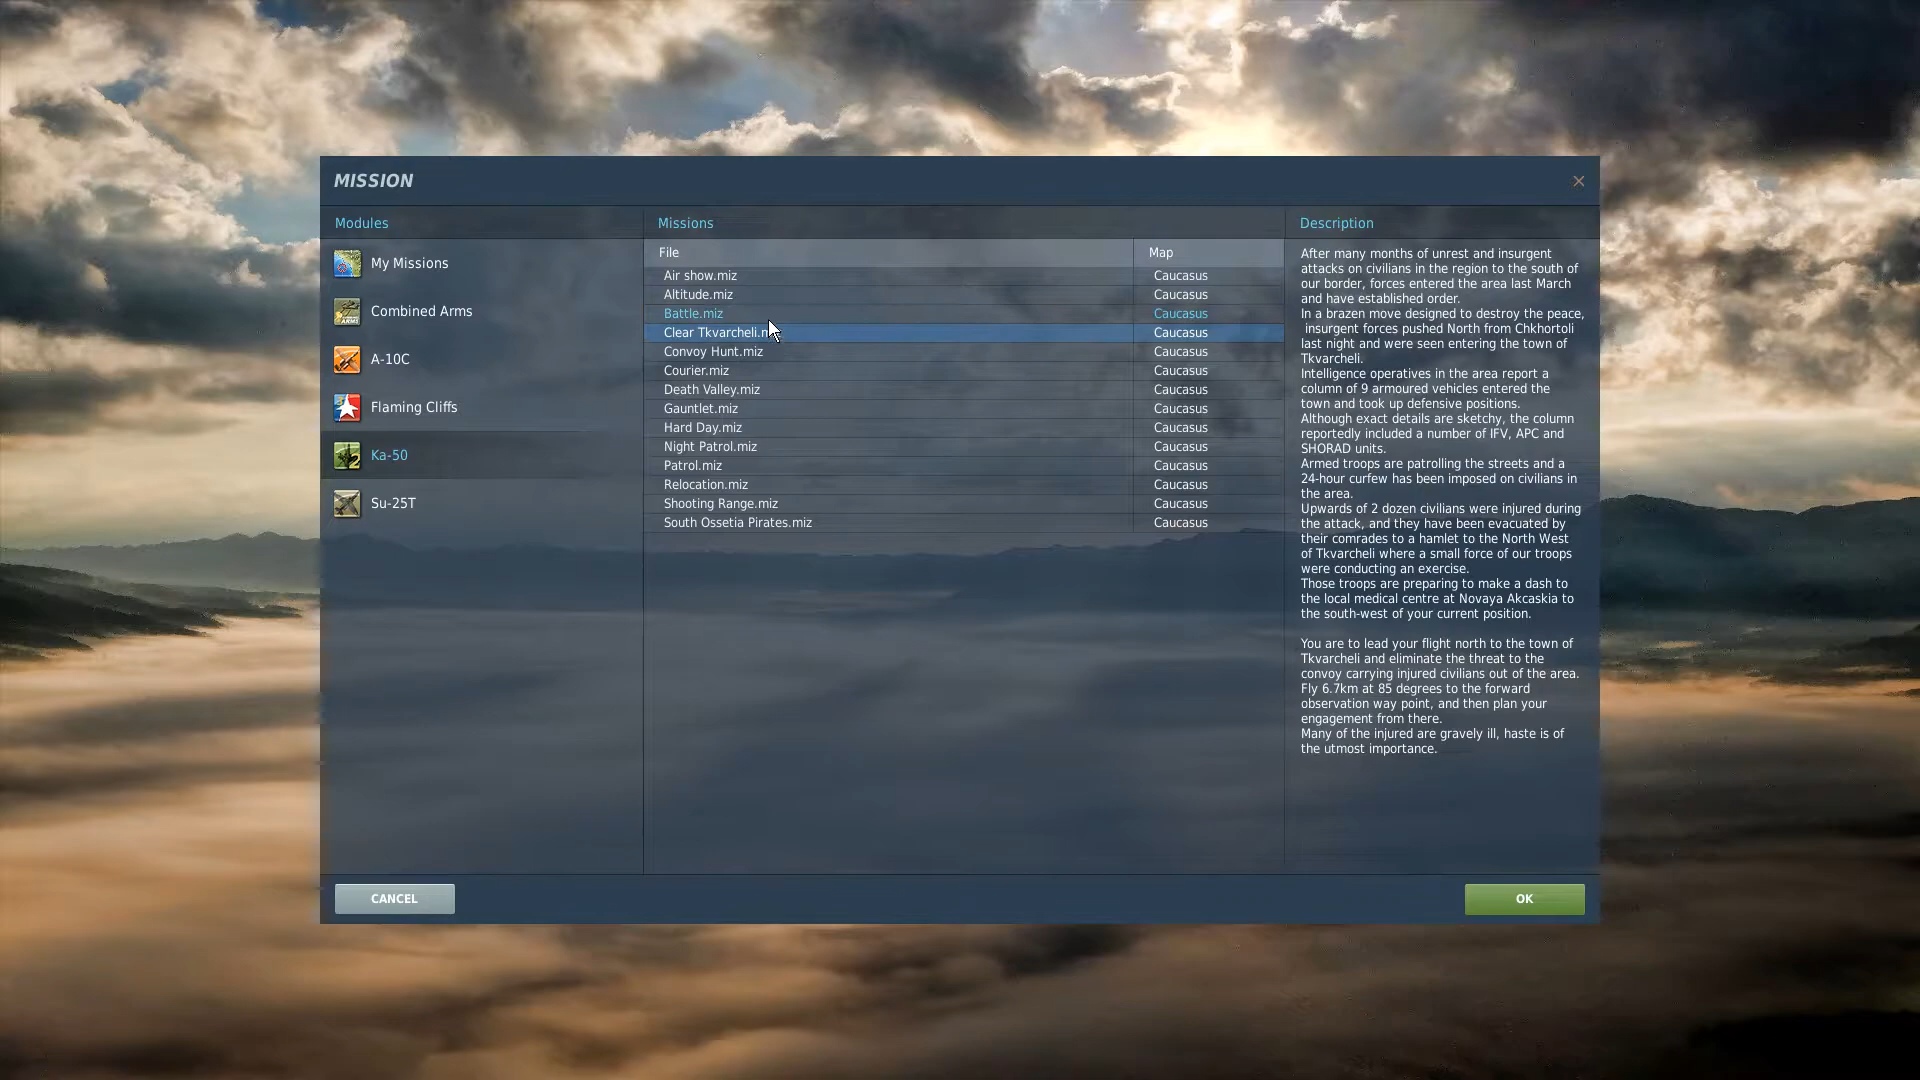 MISSION
Modules
My Missions
Combined Arms
A-10C
Flaming Cliffs
Ka-50
Su-25T
Missions
File Map
Air show.miz Caucasus
Altitude.miz Caucasus
Battle.miz Caucasus
Clear Tkvarcheli.m Caucasus
Convoy Hunt.miz Caucasus
Courier.miz Caucasus
Death Valley.miz Caucasus
Gauntlet.miz Caucasus
Hard Day.miz Caucasus
Night Patrol.miz Caucasus
Patrol.miz Caucasus
Relocation.miz Caucasus
Shooting Range.miz Caucasus
South Ossetia Pirates.miz Caucasus
Description
After many months of unrest and insurgent
attacks on civilians in the region to the south of
our border, forces entered the area last March
and have established order.
In a brazen move designed to destroy the peace,
insurgent forces pushed North from Chkhortoli
last night and were seen entering the town of
Tkvarcheli.
Intelligence operatives in the area report a
column of 9 armoured vehicles entered the
town and took up defensive positions.
Although exact details are sketchy, the column
reportedly included a number of IFV, APC and
SHORAD units.
Armed troops are patrolling the streets and a
24-hour curfew has been imposed on civilians in
the area.
Upwards of 2 dozen civilians were injured during
the attack, and they have been evacuated by
their comrades to a hamlet to the North West
of Tkvarcheli where a small force of our troops
were conducting an exercise.
Those troops are preparing to make a dash to
the local medical centre at Novaya Akcaskia to
the south-west of your current position.
You are to lead your flight north to the town of
Tkvarcheli and eliminate the threat to the
convoy carrying injured civilians out of the area.
Fly 6.7km at 85 degrees to the forward
observation way point, and then plan your
engagement from there.
Many of the injured are gravely ill, haste is of
the utmost importance.
CANCEL
OK